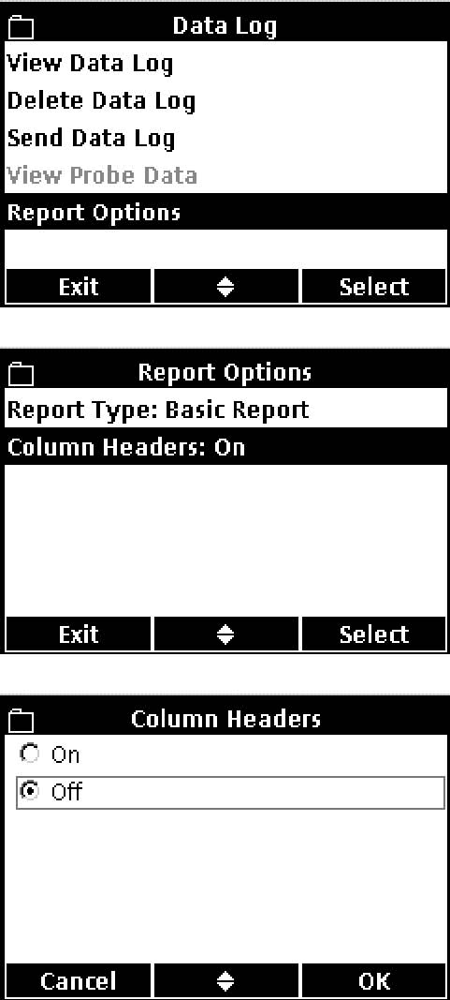 Data Log
View Data Log
Delete Data Log
Send Data Log
View Probe Data
Report Options
Exit Select
Report Options
Report Type: Basic Report
Column Headers: On
Exit Select
Column Headers
On
Off
Cancel OK